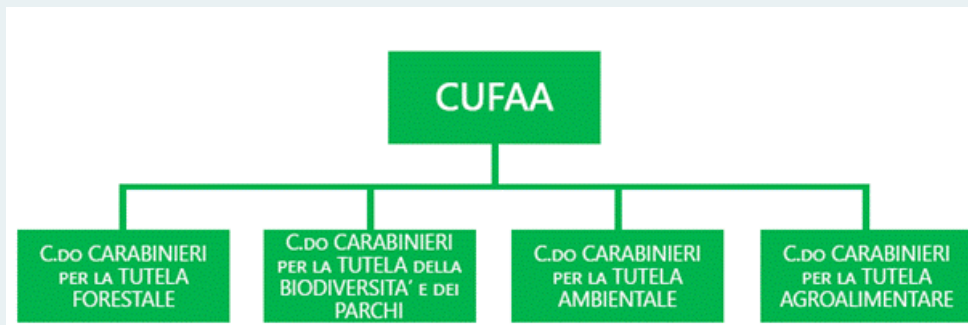 CUFAA
C.DO CARABINIERI
PER LA TUTELA
FORESTALE
C.DO CARABINIERI
PER LA TUTELA DELLA
BIODIVERSITA' E DEI
PARCHI
C.DO CARABINIERI
PER LA TUTELA
AMBIENTALE
C.DO CARABINIERI
PER LA TUTELA
AGROALIMENTARE